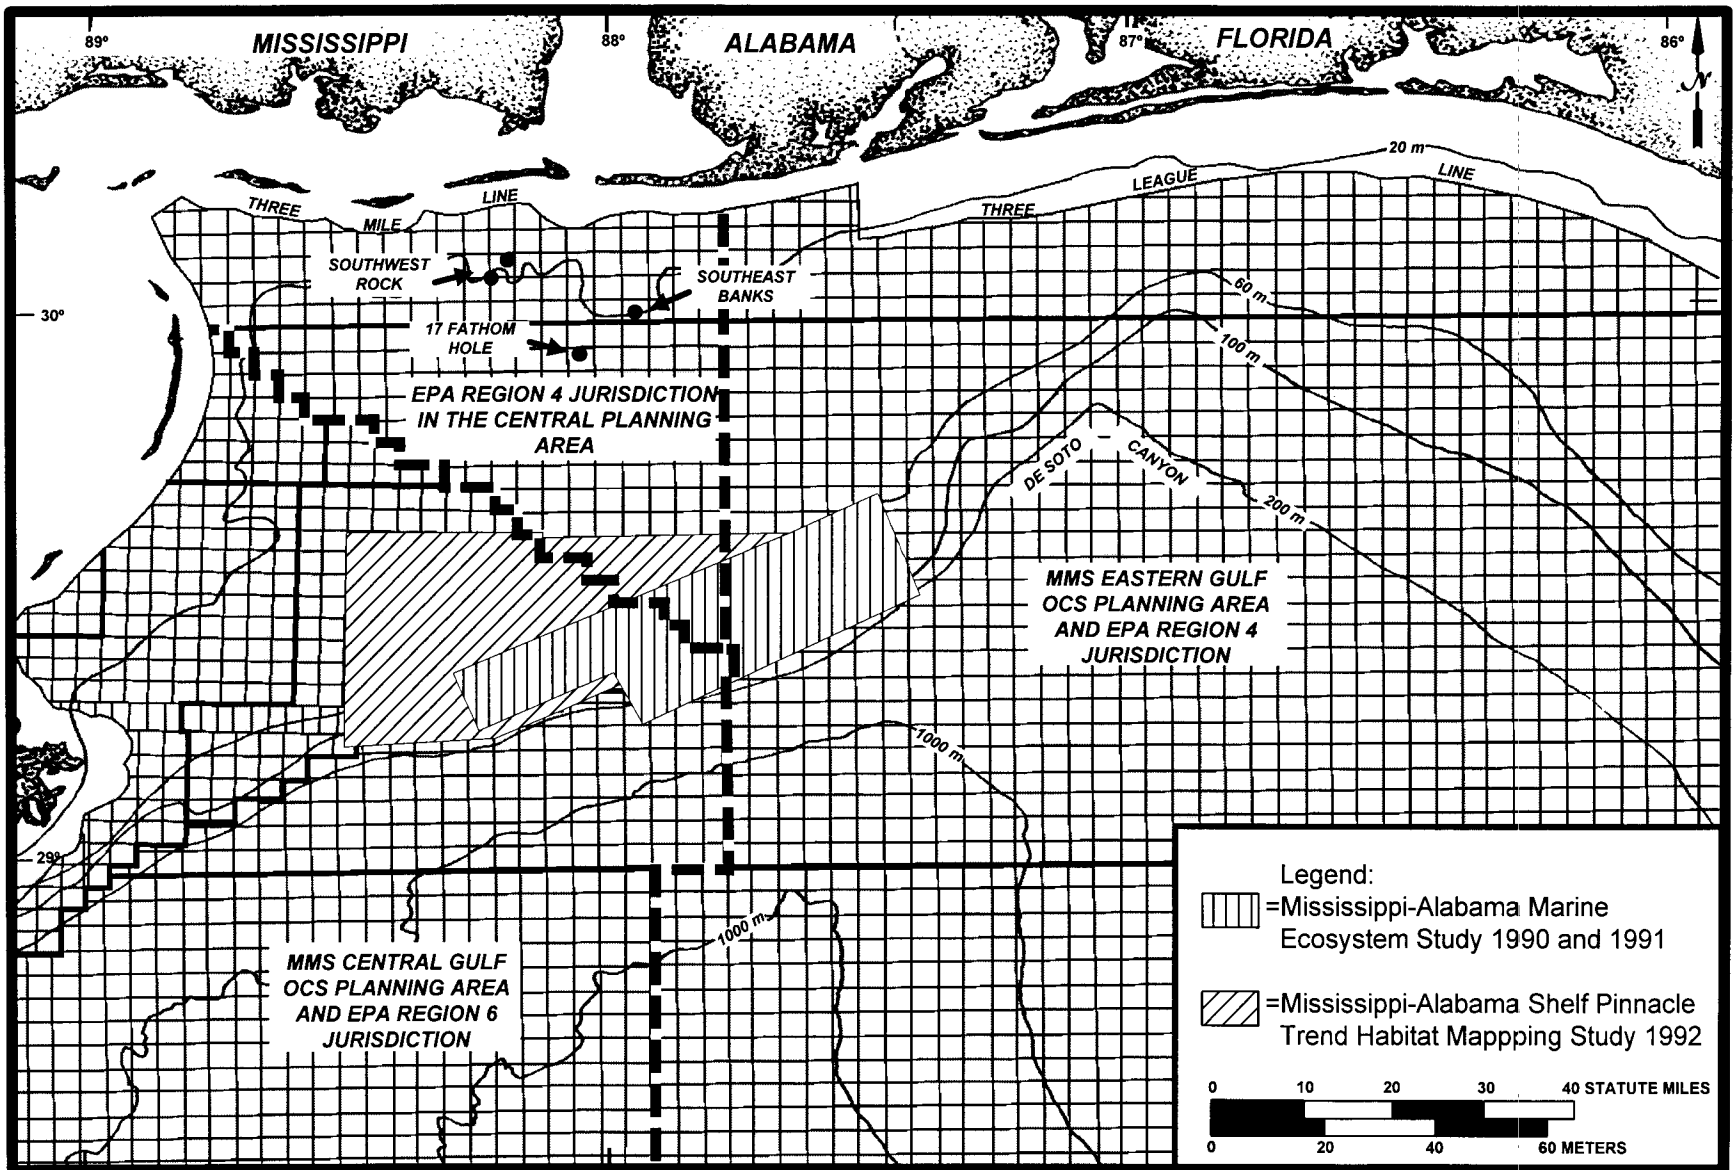 89°
MISSISSIPPI
88°
ALABAMA
87°
FLORIDA
86°
N
20 m
LINE
LEAGUE
THREE
THREE
MILE
LINE
SOUTHWEST
ROCK
SOUTHEAST
BANKS
30°
17 FATHOM
HOLE
60 m
100 m
EPA REGION 4 JURISDICTION
IN THE CENTRAL PLANNING
AREA
DE SOTO
CANYON
200 m
MMS EASTERN GULF
OCS PLANNING AREA
AND EPA REGION 4
JURISDICTION
1000 m
29°
1000 m
MMS CENTRAL GULF
OCS PLANNING AREA
AND EPA REGION 6
JURISDICTION
Legend:
=Mississippi-Alabama Marine
Ecosystem Study 1990 and 1991
=Mississippi-Alabama Shelf Pinnacle
Trend Habitat Mappping Study 1992
0 10 20 30 40 STATUTE MILES
0 20 40 60 METERS